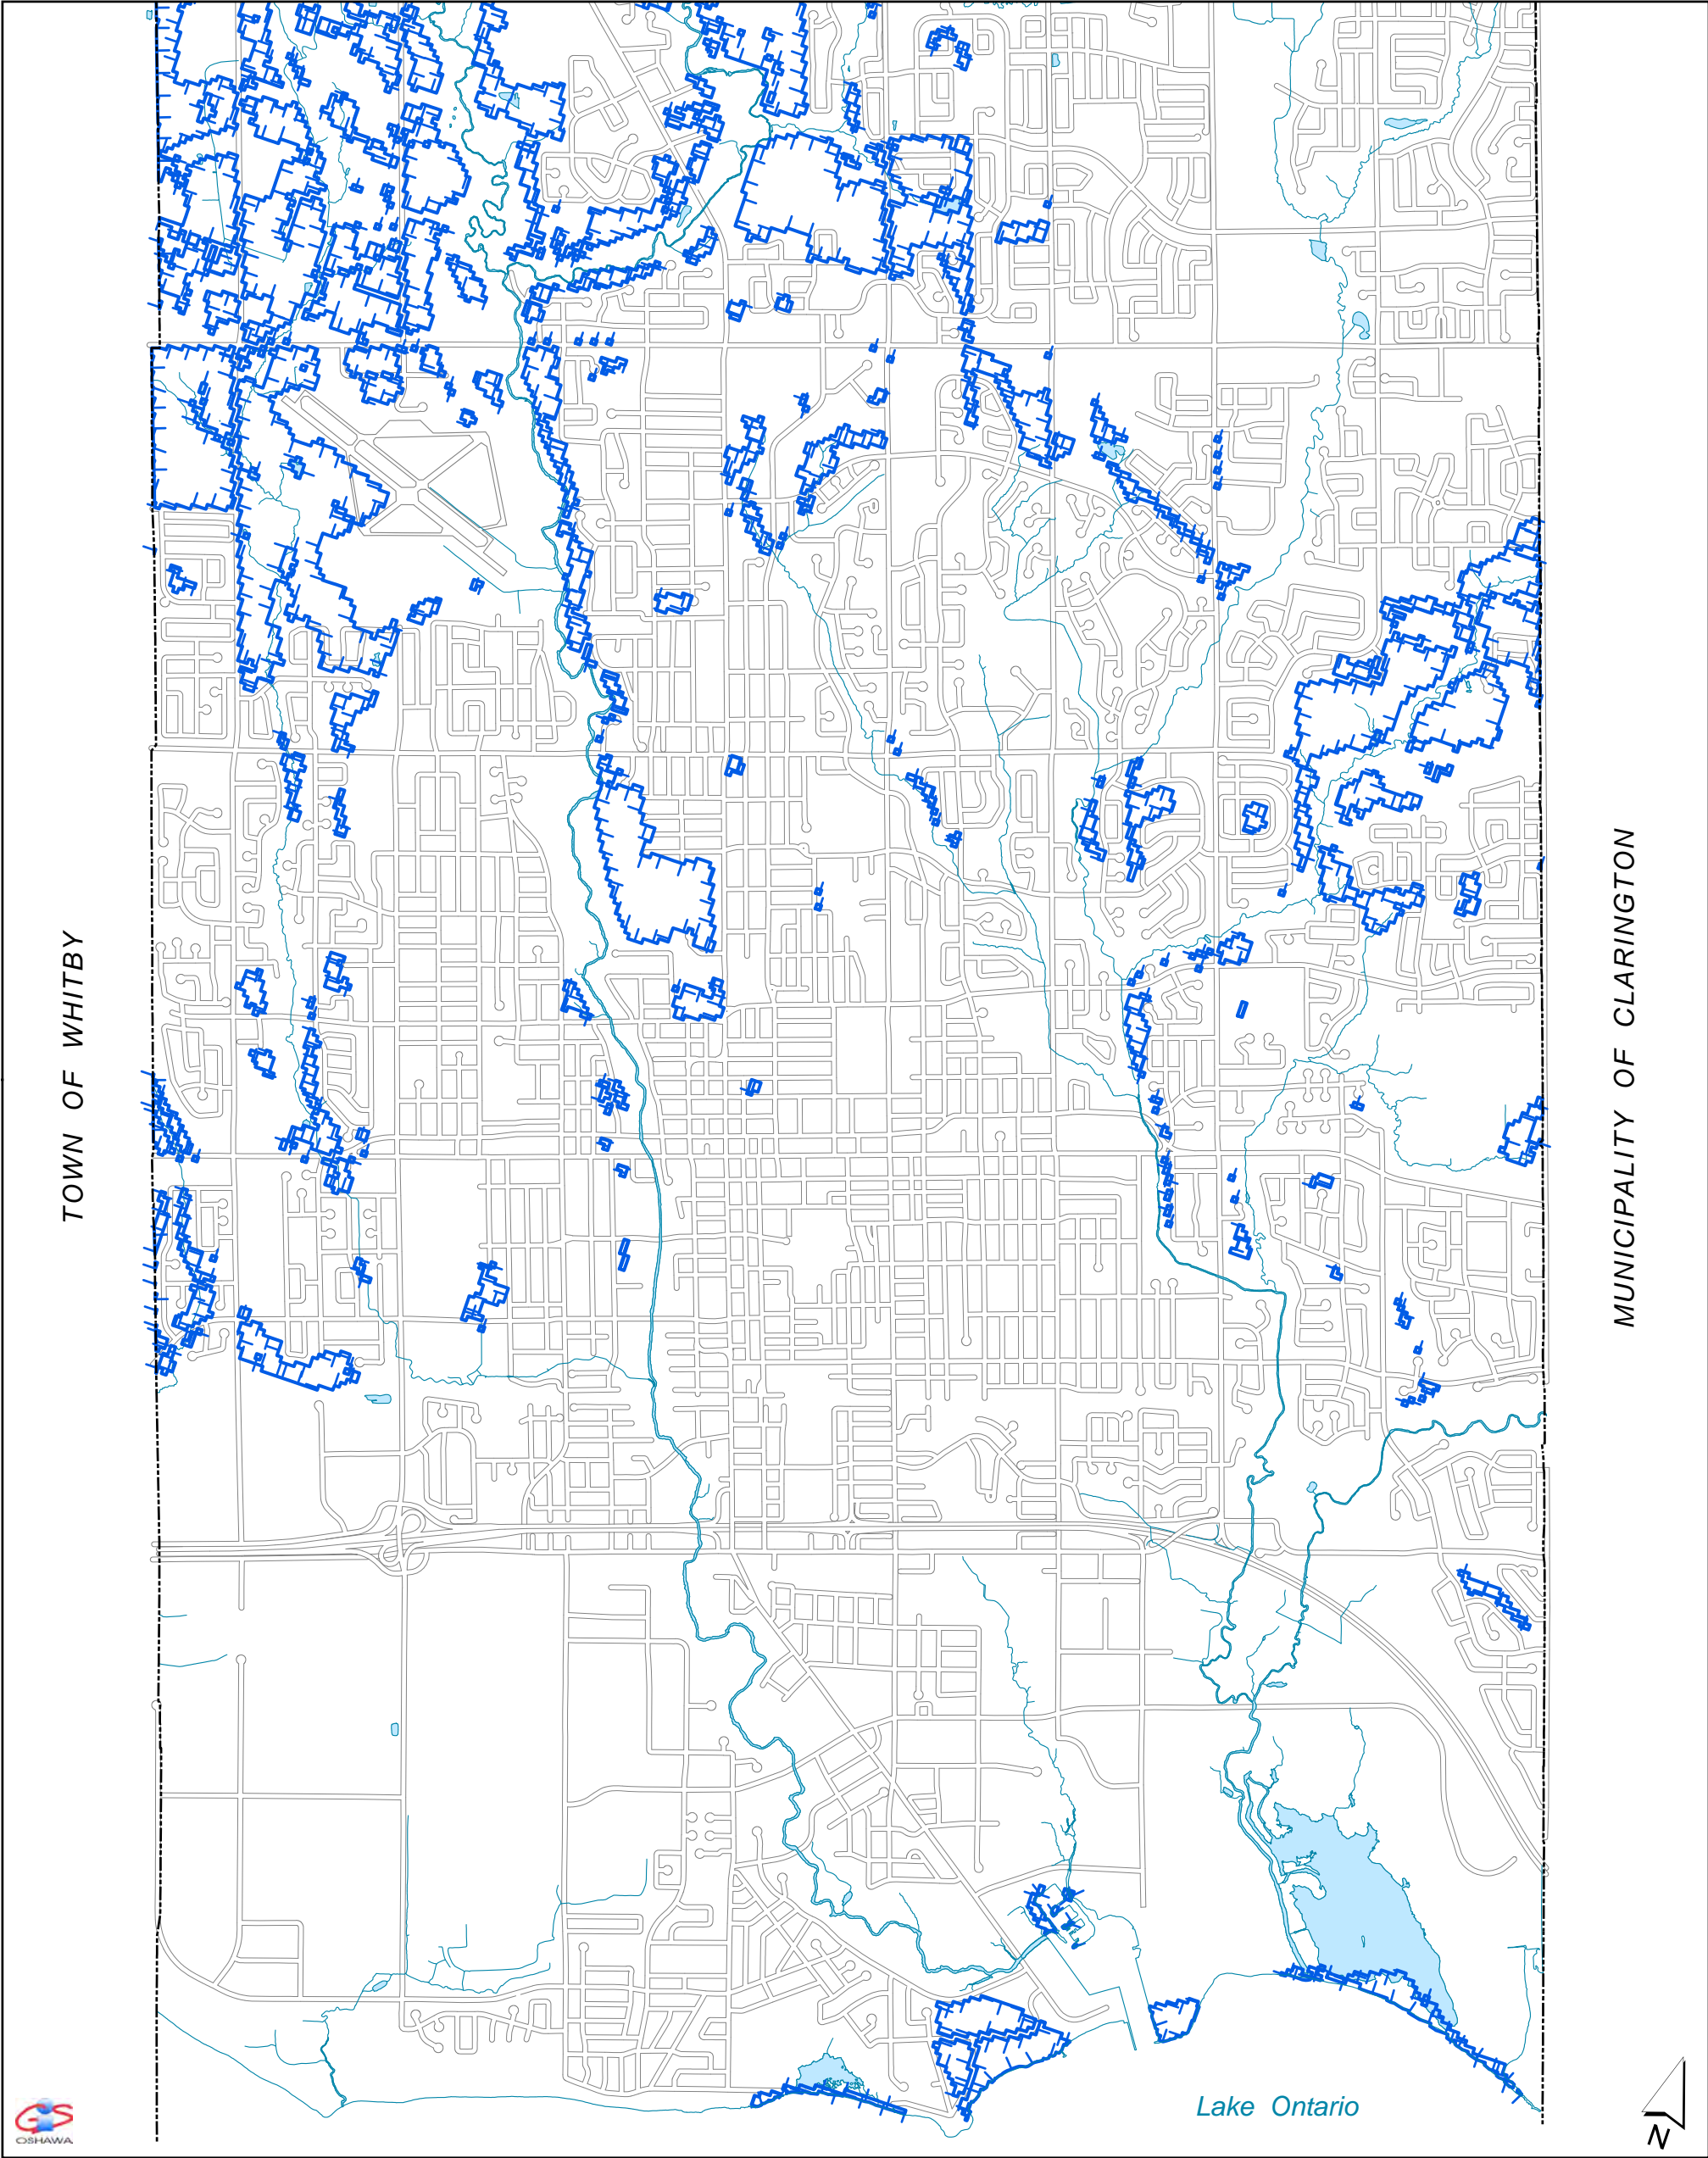 TOWN OF WHITBY
MUNICIPALITY OF CLARINGTON
Lake Ontario
GIS
OSHAWA
N